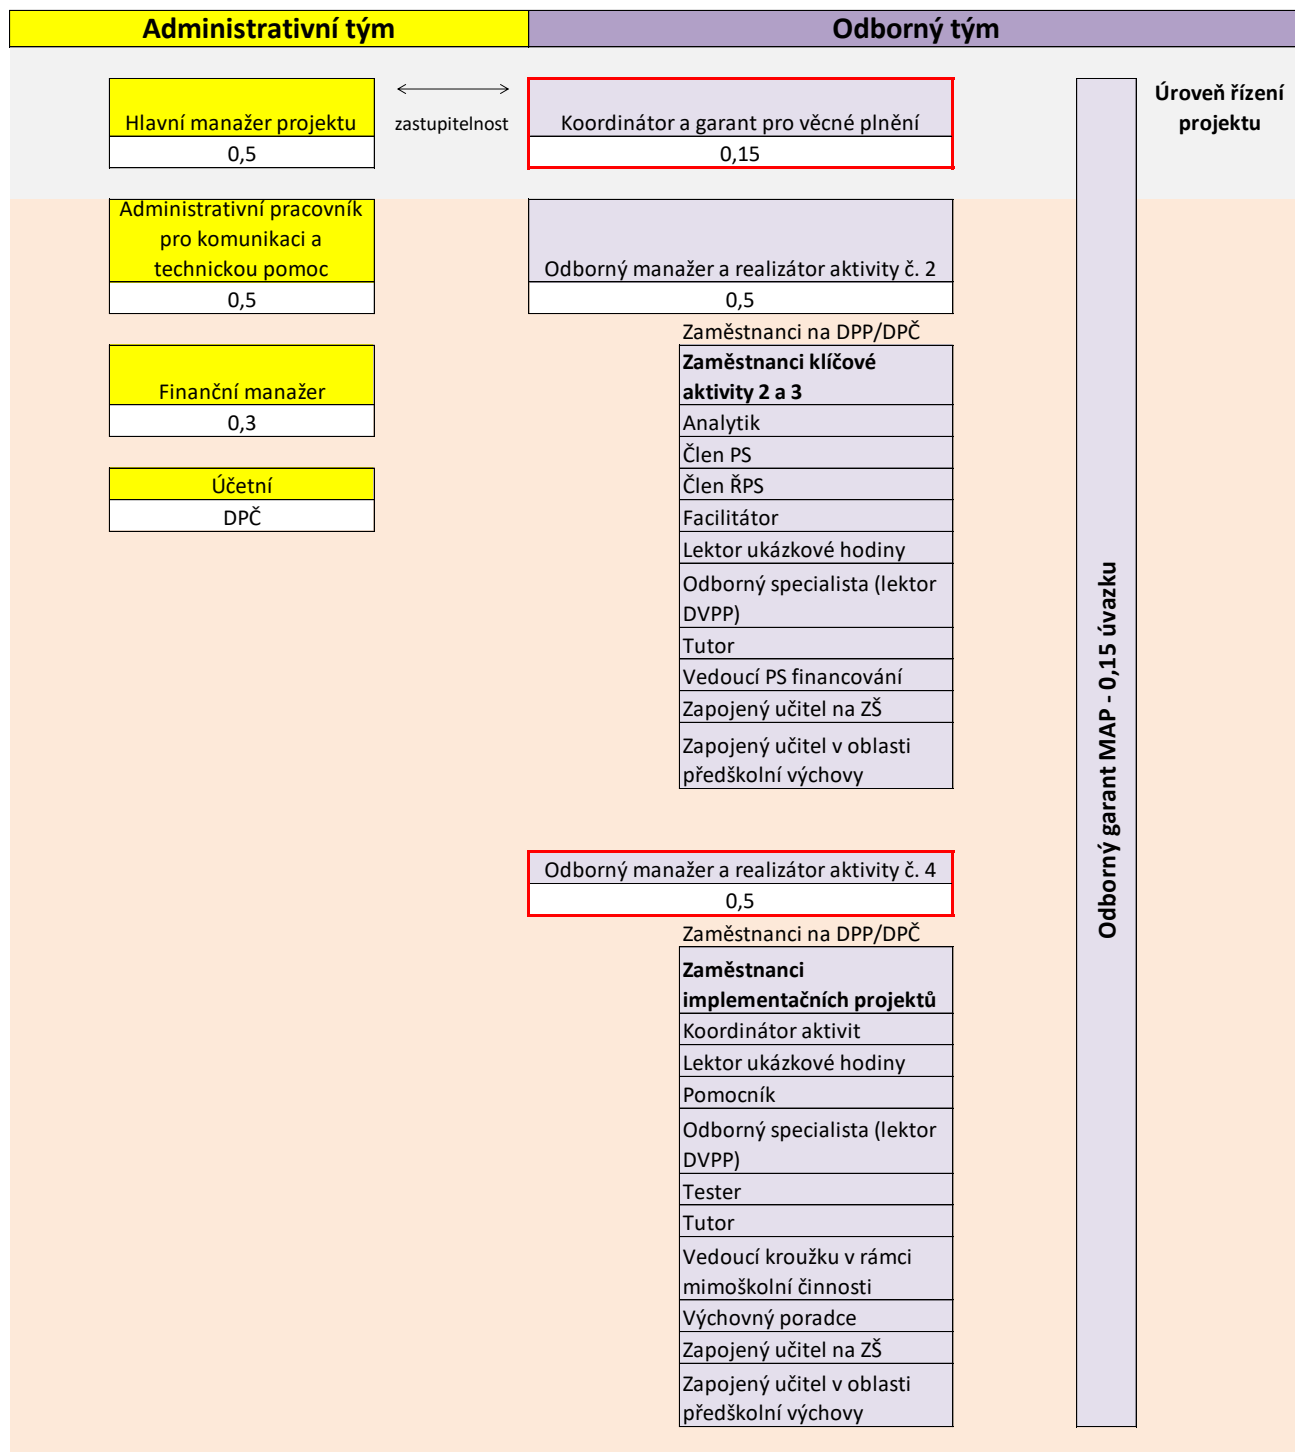 Administrativní tým
Odborný tým
Hlavní manažer projektu
0,5
zastupitelnost
Koordinátor a garant pro věcné plnění
0,15
Úroveň řízení
projektu
Administrativní pracovník
pro komunikaci a
technickou pomoc
0,5
Odborný manažer a realizátor aktivity č. 2
0,5
Finanční manažer
0,3
Účetní
DPČ
Zaměstnanci na DPP/DPČ
Zaměstnanci klíčové
aktivity 2 a 3
Analytik
Člen PS
Člen ŘPS
Facilitátor
Lektor ukázkové hodiny
Odborný specialista (lektor
DVPP)
Tutor
Vedoucí PS financování
Zapojený učitel na ZŠ
Zapojený učitel v oblasti
předškolní výchovy
Odborný manažer a realizátor aktivity č. 4
0,5
Zaměstnanci na DPP/DPČ
Zaměstnanci
implementačních projektů
Koordinátor aktivit
Lektor ukázkové hodiny
Pomocník
Odborný specialista (lektor
DVPP)
Tester
Tutor
Vedoucí kroužku v rámci
mimoškolní činnosti
Výchovný poradce
Zapojený učitel na ZŠ
Zapojený učitel v oblasti
předškolní výchovy
Odborný garant MAP - 0,15 úvazku